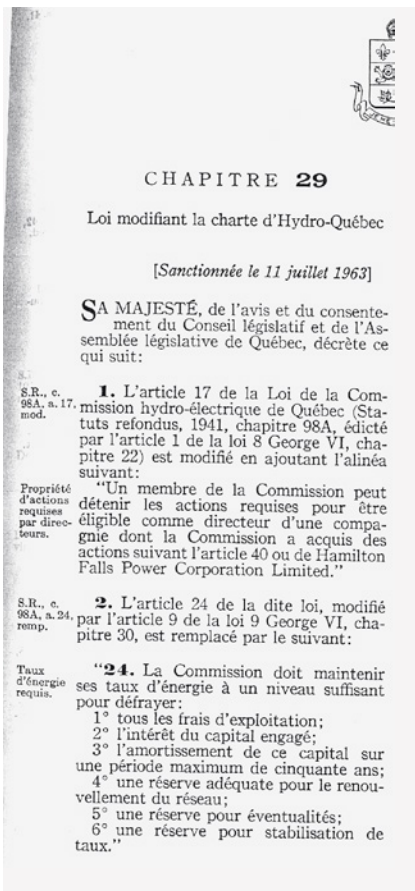 CHAPITRE 29
Loi modifiant la charte d'Hydro-Québec
[Sanctionnée le 11 juillet 1963]
SA MAJESTÉ, de l'avis et du consente-
ment du Conseil législatif et de l'As-
semblée législative de Québec, décrète ce
qui suit:
S.R., c.
98A, a. 17,
mod.
1. L'article 17 de la Loi de la Com-
mission hydro-électrique de Québec (Sta-
tuts refondus, 1941, chapitre 98A, édicté
par l'article 1 de la loi 8 George VI, cha-
pitre 22) est modifié en ajoutant l'alinéa
suivant:
Propriété
d'actions
requises
par direc-
teurs.
"Un membre de la Commission peut
détenir les actions requises pour être
éligible comme directeur d'une compa-
gnie dont la Commission a acquis des
actions suivant l'article 40 ou de Hamilton
Falls Power Corporation Limited."
S.R., c.
98A, a. 24,
remp.
2. L'article 24 de la dite loi, modifié
par l'article 9 de la loi 9 George VI, cha-
pitre 30, est remplacé par le suivant:
Taux
d'énergie
requis.
"24. La Commission doit maintenir
ses taux d'énergie à un niveau suffisant
pour défrayer:
1° tous les frais d'exploitation;
2° l'intérêt du capital engagé;
3° l'amortissement de ce capital sur
une période maximum de cinquante ans;
4° une réserve adéquate pour le renou-
vellement du réseau;
5° une réserve pour éventualités;
6° une réserve pour stabilisation de
taux."